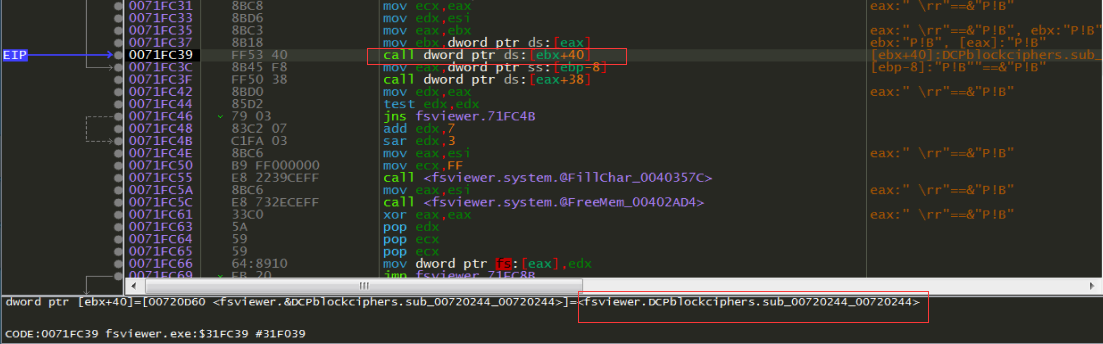 0071FC31 8BC8 mov ecx,eax eax:" \rr"==&"P!B"
0071FC33 8BD6 mov edx,esi
0071FC35 8BC3 mov eax,ebx eax:" \rr"==&"P!B", ebx:"P!B"
0071FC37 8B18 mov ebx,dword ptr ds:[eax] ebx:"P!B", [eax]:"P!B"
EIP 0071FC39 FF53 40 call dword ptr ds:[ebx+40] [ebx+40]:DCPblockciphers.sub_
0071FC3C 8B45 F8 mov eax,dword ptr ss:[ebp-8] [ebp-8]:"P!B""==&"P!B"
0071FC3F FF50 38 call dword ptr ds:[eax+38]
0071FC42 8BD0 mov edx,eax eax:" \rr"==&"P!B"
0071FC44 85D2 test edx,edx
0071FC46 79 03 jns fsviewer.71FC4B
0071FC48 83C2 07 add edx,7
0071FC4B C1FA 03 sar edx,3
0071FC4E 8BC6 mov eax,esi eax:" \rr"==&"P!B"
0071FC50 B9 FF000000 mov ecx,FF
0071FC55 E8 2239CEFF call <fsviewer.system.@FillChar_0040357C>
0071FC5A 8BC6 mov eax,esi eax:" \rr"==&"P!B"
0071FC5C E8 732ECEFF call <fsviewer.system.@FreeMem_00402AD4>
0071FC61 33C0 xor eax,eax eax:" \rr"==&"P!B"
0071FC63 5A pop edx
0071FC64 59 pop ecx
0071FC65 59 pop ecx
0071FC66 64:8910 mov dword ptr fs:[eax],edx
0071FC69 EB 20 jmp fsviewer.71FC8B
dword ptr [ebx+40]=[00720D60 <fsviewer.&DCPblockciphers.sub_00720244_00720244>]=<fsviewer.DCPblockciphers.sub_00720244_00720244>
CODE:0071FC39 fsviewer.exe:$31FC39 #31F039